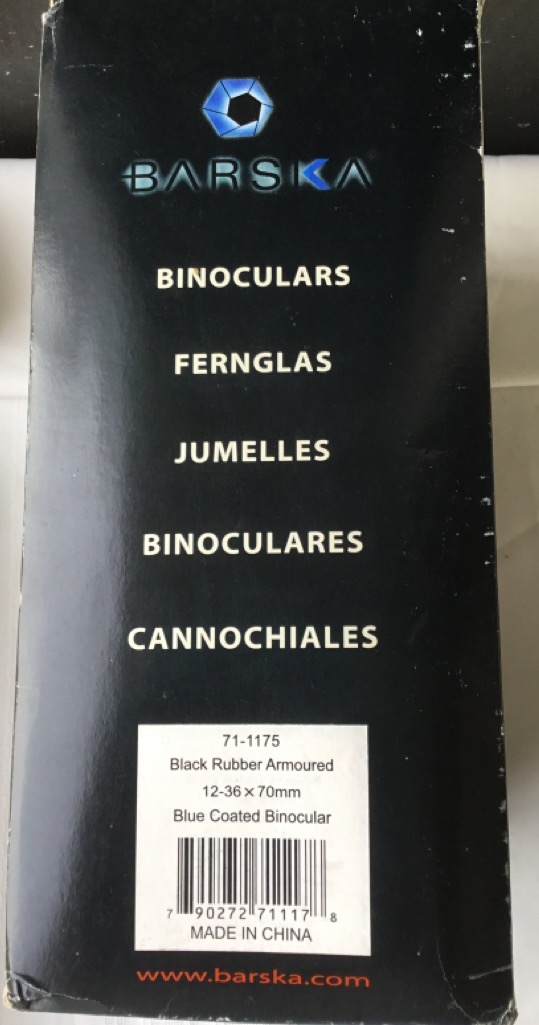 BARSKA
BINOCULARS
FERNGLAS
JUMELLES
BINOCULARES
CANNOCHIALES
71-1175
Black Rubber Armoured
12-36×70mm
Blue Coated Binocular
7 90272 71117 8
MADE IN CHINA
www.barska.com